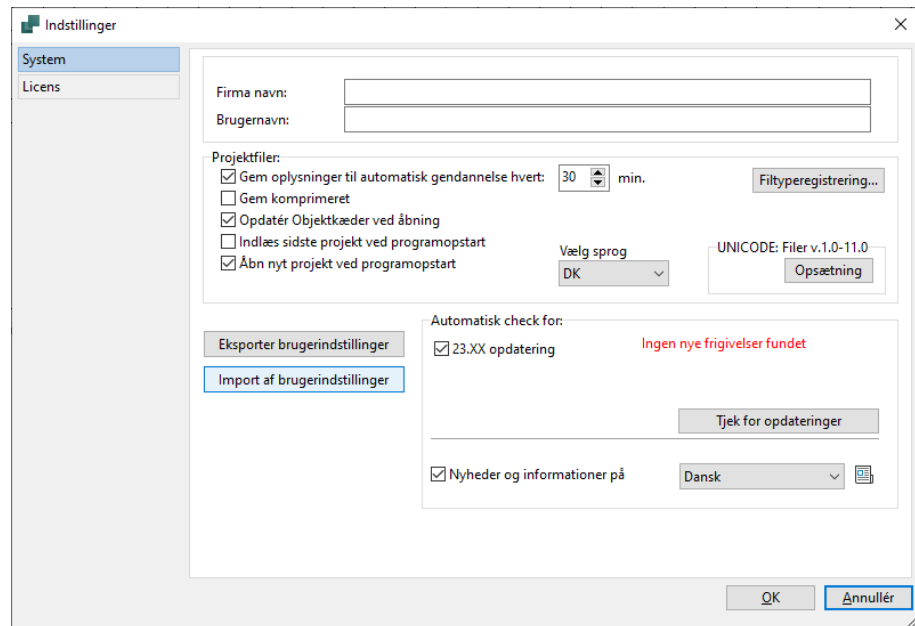 Indstillinger
System
Licens
Firma navn:
Brugernavn:
Projektfiler:
Gem oplysninger til automatisk gendannelse hvert: 30 min.
Filtyperegistrering...
Gem komprimeret
Opdatér Objektkæder ved åbning
Indlæs sidste projekt ved programopstart
Åbn nyt projekt ved programopstart
Vælg sprog
DK
UNICODE: Filer v.1.0-11.0
Opsætning
Eksporter brugerindstillinger
Import af brugerindstillinger
Automatisk check for:
23.XX opdatering
Ingen nye frigivelser fundet
Tjek for opdateringer
Nyheder og informationer på
Dansk
OK
Annullér